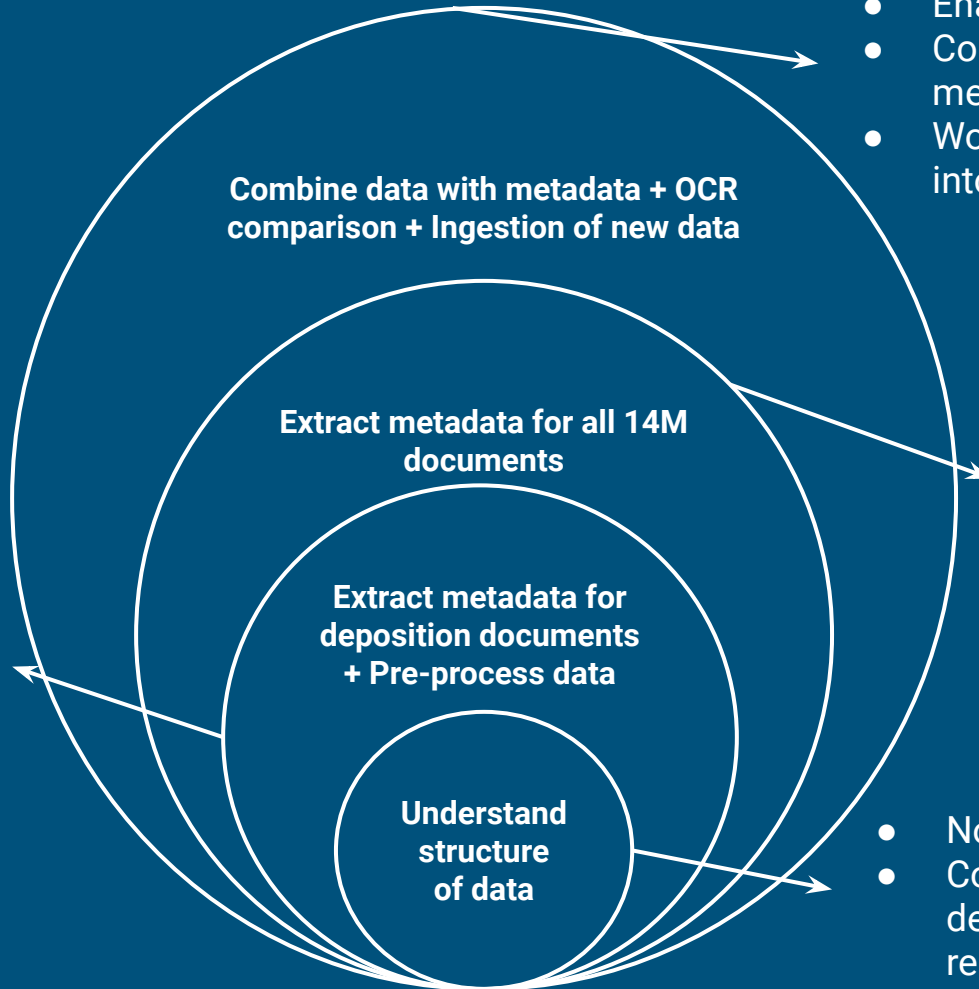 Combine data with metadata + OCR
comparison + Ingestion of new data
Extract metadata for all 14M
documents
Extract metadata for
deposition documents
+ Pre-process data
Understand
structure
of data